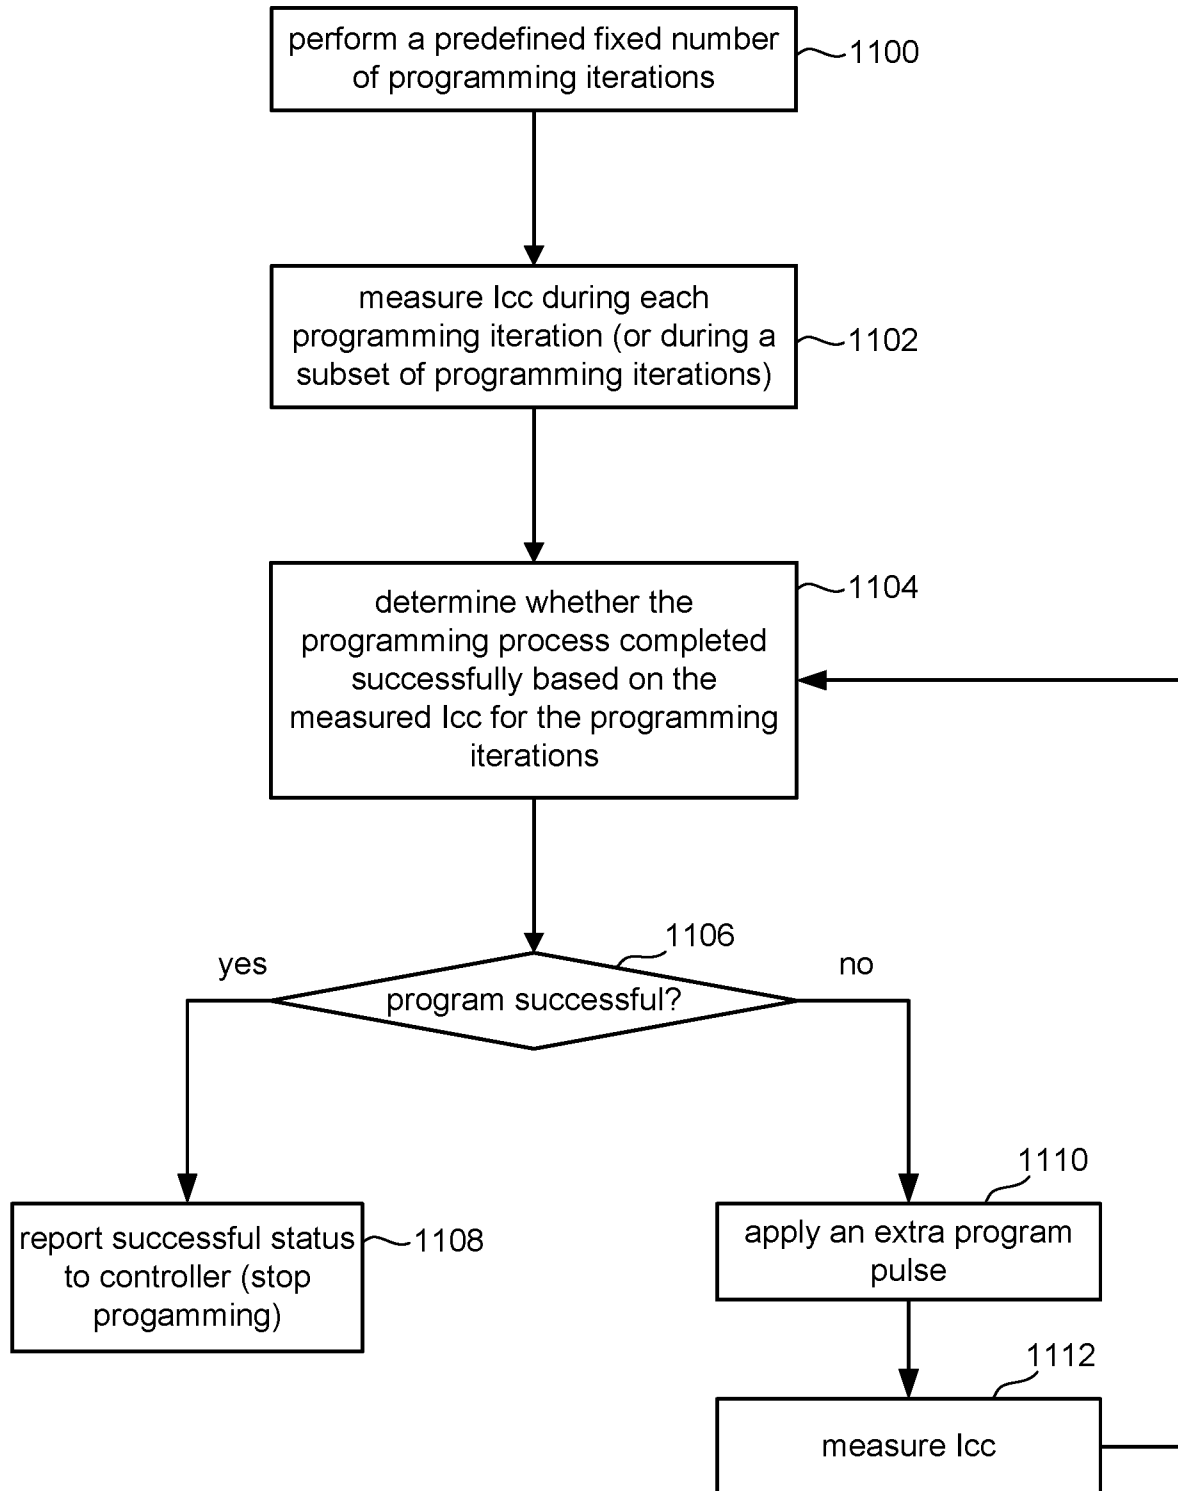 perform a predefined fixed number
of programming iterations
1100
measure Icc during each
programming iteration (or during a
subset of programming iterations)
1102
determine whether the
programming process completed
successfully based on the
measured Icc for the programming
iterations
1104
1106
yes
no
program successful?
report successful status
to controller (stop
progamming)
1108
1110
apply an extra program
pulse
1112
measure Icc